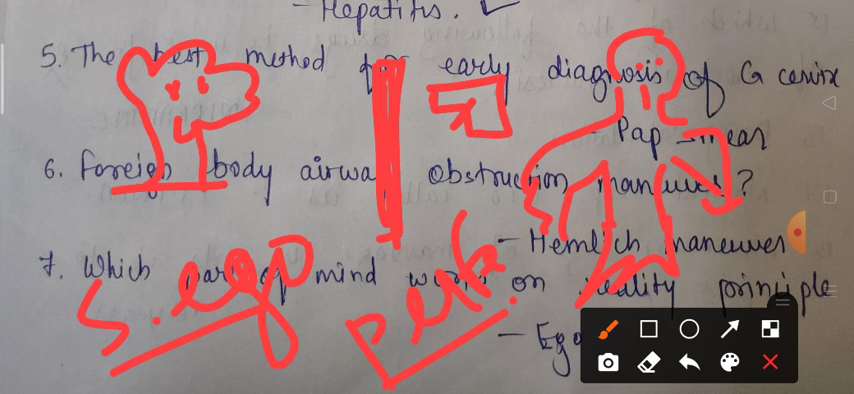 - Hepatitis.
5. The best method for early diagnosis of Ca cervix
- Pap smear
6. Foreign body airway obstruction manuver?
- Hemlich maneuver
7. Which part of mind works on reality principle
- Ego
S. ego